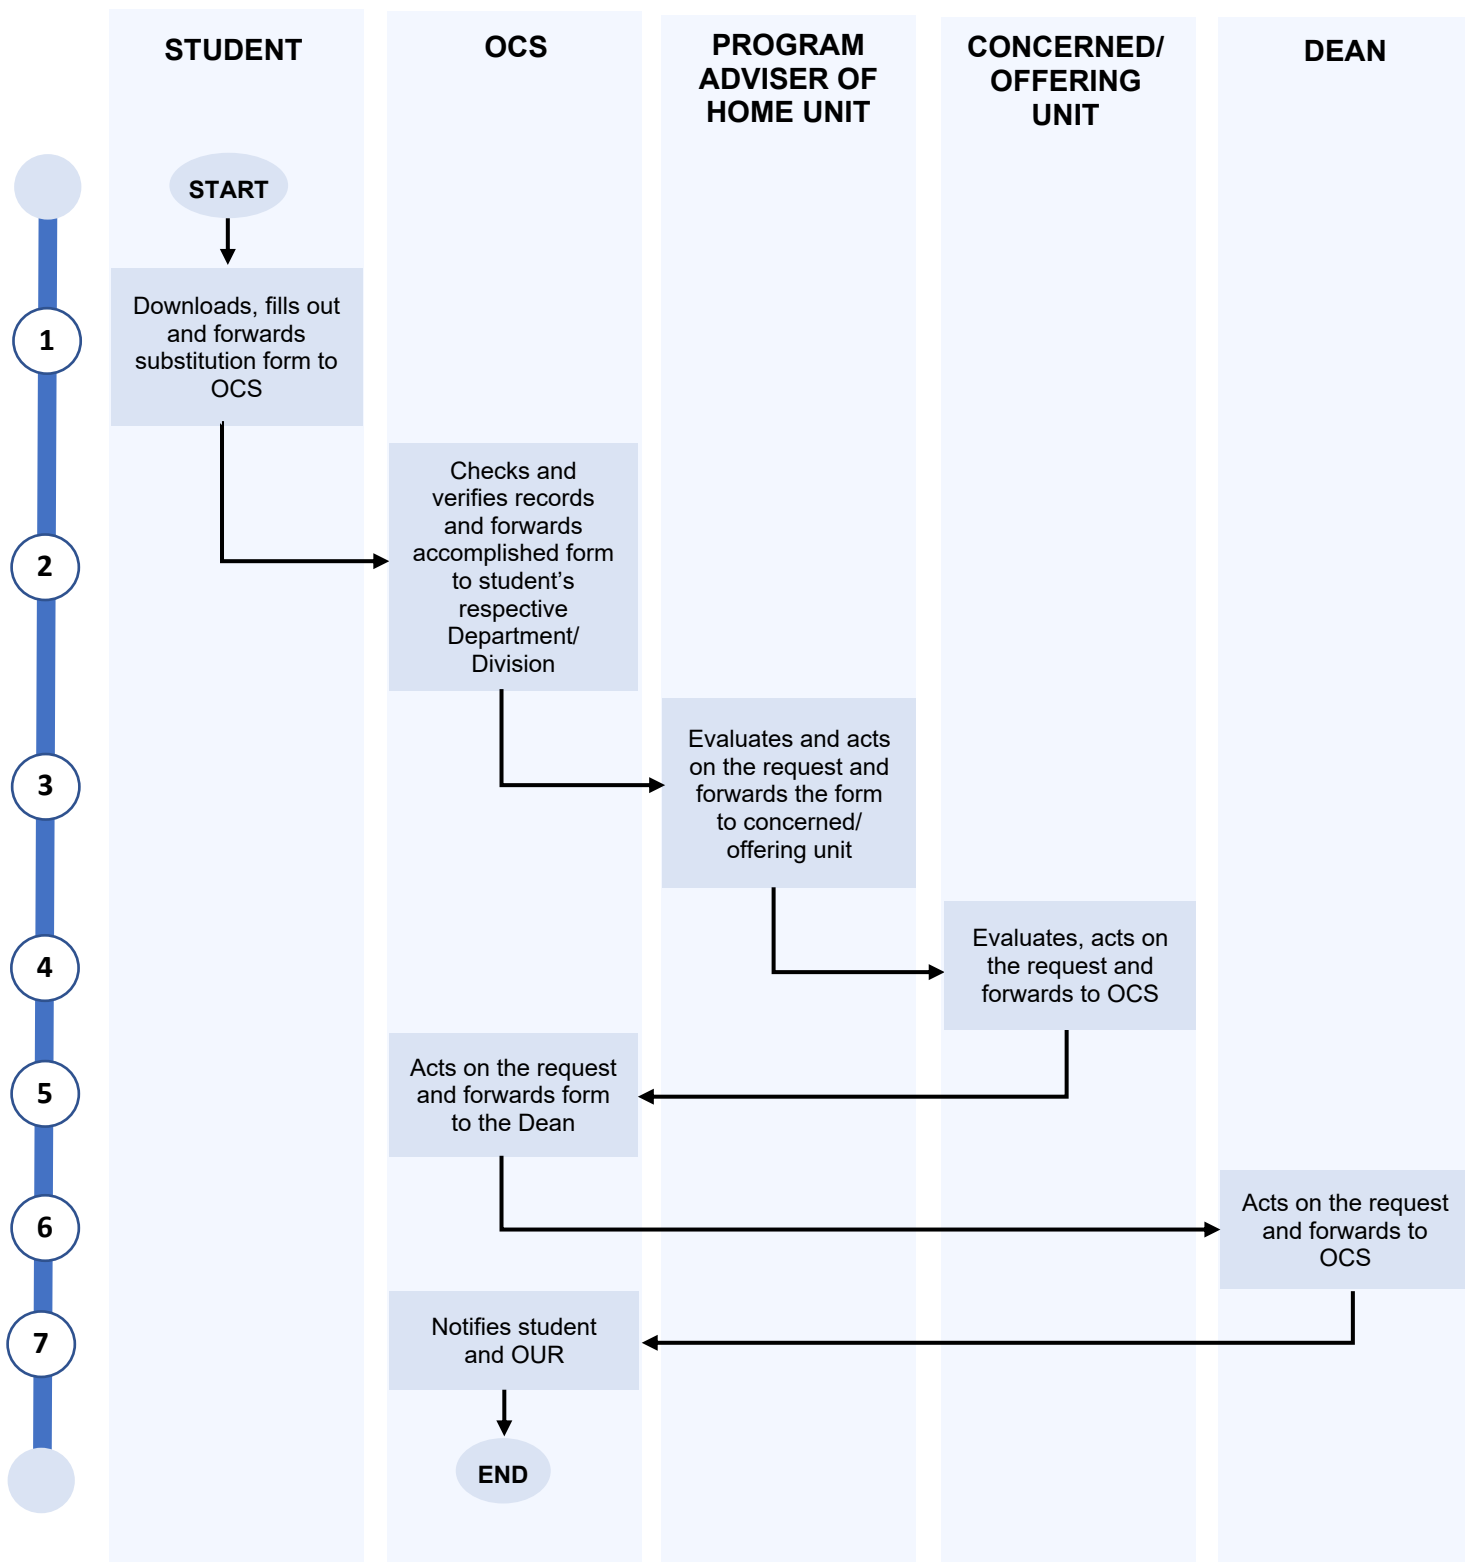 STUDENT
OCS
PROGRAM
ADVISER OF
HOME UNIT
CONCERNED/
OFFERING
UNIT
DEAN
START
1
Downloads, fills out
and forwards
substitution form to
OCS
2
Checks and
verifies records
and forwards
accomplished form
to student’s
respective
Department/
Division
3
Evaluates and acts
on the request and
forwards the form
to concerned/
offering unit
4
Evaluates, acts on
the request and
forwards to OCS
5
Acts on the request
and forwards form
to the Dean
6
Acts on the request
and forwards to
OCS
7
Notifies student
and OUR
END